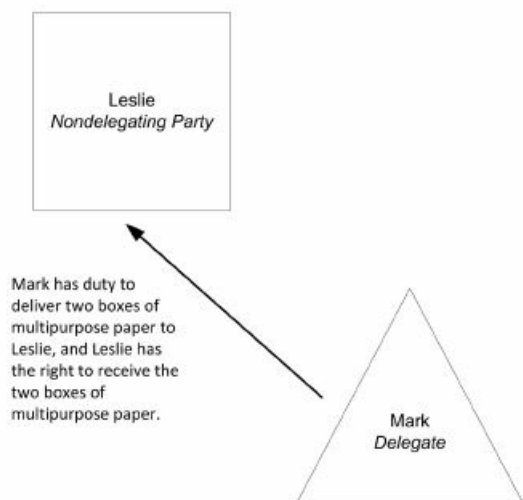 Leslie
Nondelegating Party
Mark has duty to
deliver two boxes of
multipurpose paper to
Leslie, and Leslie has
the right to receive the
two boxes of
multipurpose paper.
Mark
Delegate